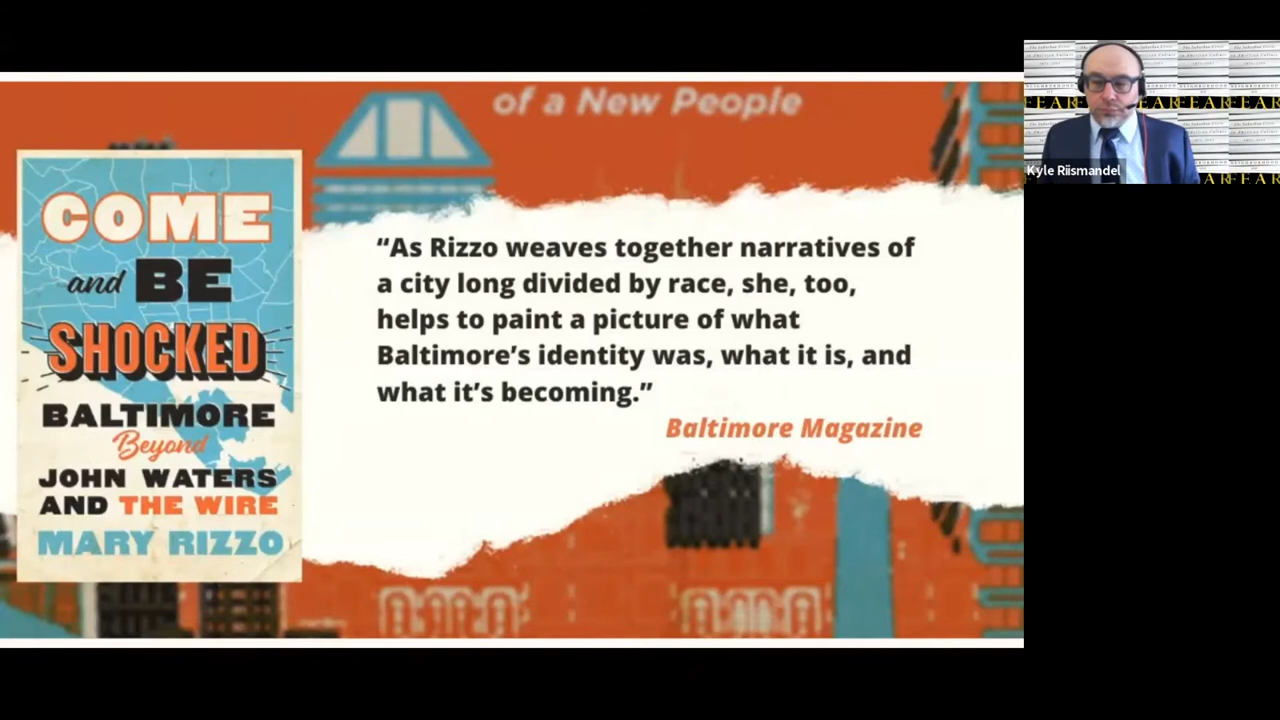 of a New People
COME
and BE
SHOCKED
BALTIMORE
Beyond
JOHN WATERS
AND THE WIRE
MARY RIZZO
“As Rizzo weaves together narratives of
a city long divided by race, she, too,
helps to paint a picture of what
Baltimore’s identity was, what it is, and
what it’s becoming.”
Baltimore Magazine
Kyle Riismandel